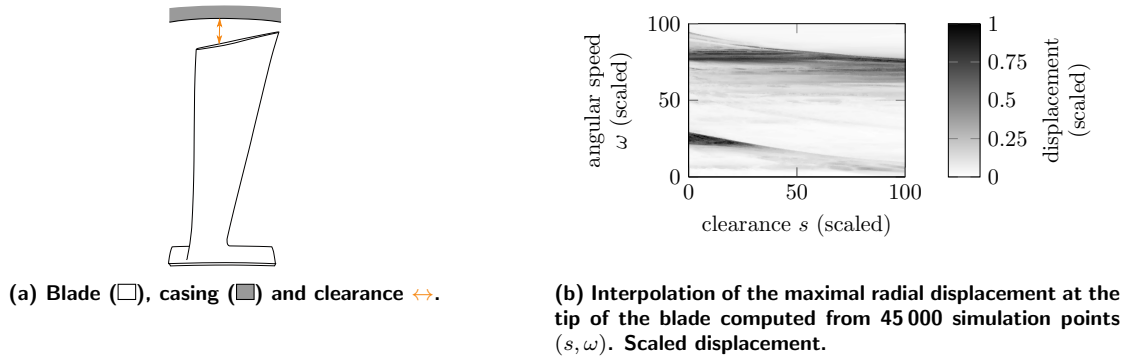 100
50
0
0
50
100
angular speed
ω (scaled)
clearance s (scaled)
1
0.75
0.5
0.25
0
displacement
(scaled)
(a) Blade (□), casing (■) and clearance ↔.
(b) Interpolation of the maximal radial displacement at the
tip of the blade computed from 45 000 simulation points
(s, ω). Scaled displacement.